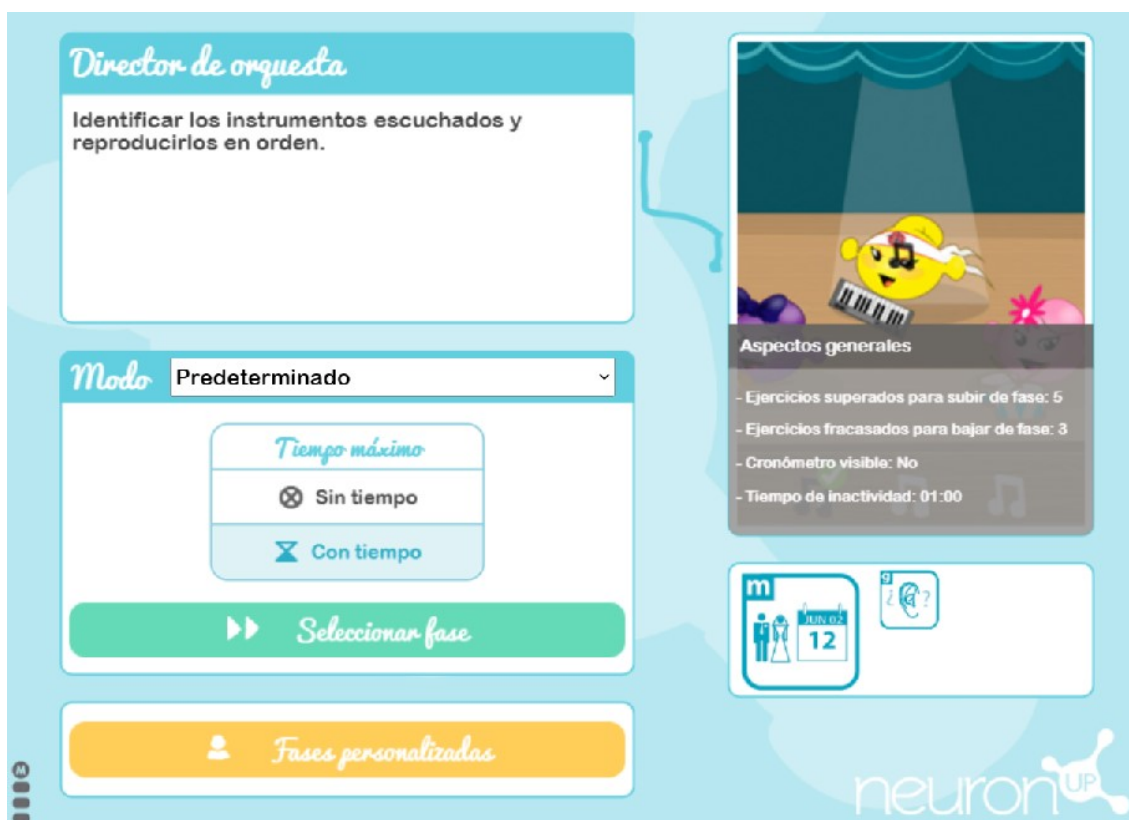 Director de orquesta
Identificar los instrumentos escuchados y
reproducirlos en orden.
Modo Predeterminado
Tiempo máximo
Sin tiempo
Con tiempo
Seleccionar fase
Fases personalizadas
M
Aspectos generales
- Ejercicios superados para subir de fase: 5
- Ejercicios fracasados para bajar de fase: 3
- Cronómetro visible: No
- Tiempo de inactividad: 01:00
m
JUN 02
12
g
¿ ?
neuronUP